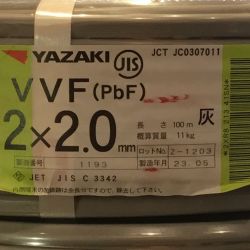 YAZAKI JIS JCT JC0307011
VVF(PbF)
2×2.0mm
長さ 100m 灰
概算質量 11kg
製造番号 1193 ロットNo. 2-1203
製造年月 23.05
JET JIS C 3342